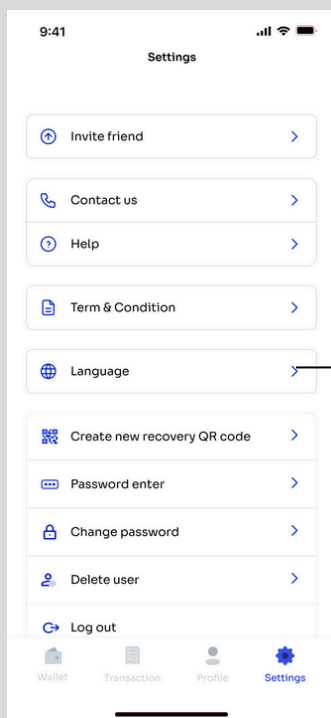 9:41
Settings
Invite friend
Contact us
Help
Term & Condition
Language
Create new recovery QR code
Password enter
Change password
Delete user
Log out
Wallet
Transaction
Profile
Settings